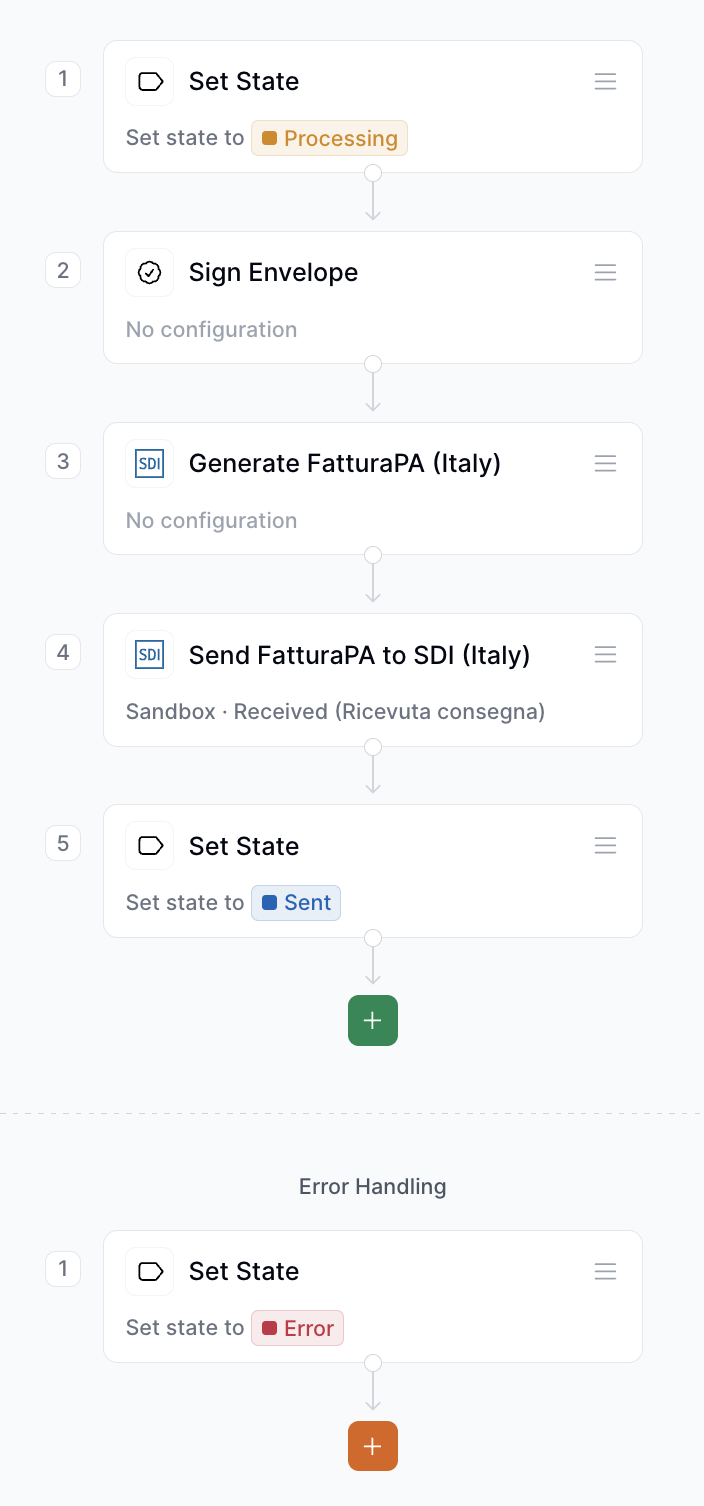 1
Set State
Set state to Processing
2
Sign Envelope
No configuration
3
SDI
Generate FatturaPA (Italy)
No configuration
4
SDI
Send FatturaPA to SDI (Italy)
Sandbox · Received (Ricevuta consegna)
5
Set State
Set state to Sent
Error Handling
1
Set State
Set state to Error